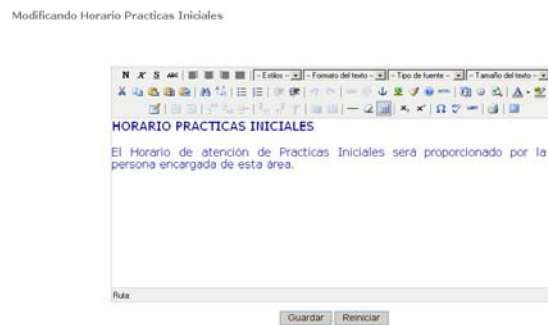 Modificando Horario Practicas Iniciales
N K S ABC -- Estilos -- -- Formato del texto -- -- Tipo de fuente -- -- Tamaño del texto --
HORARIO PRACTICAS INICIALES
El Horario de atención de Practicas Iniciales será proporcionado por la
persona encargada de esta área.
Ruta:
Guardar Reiniciar